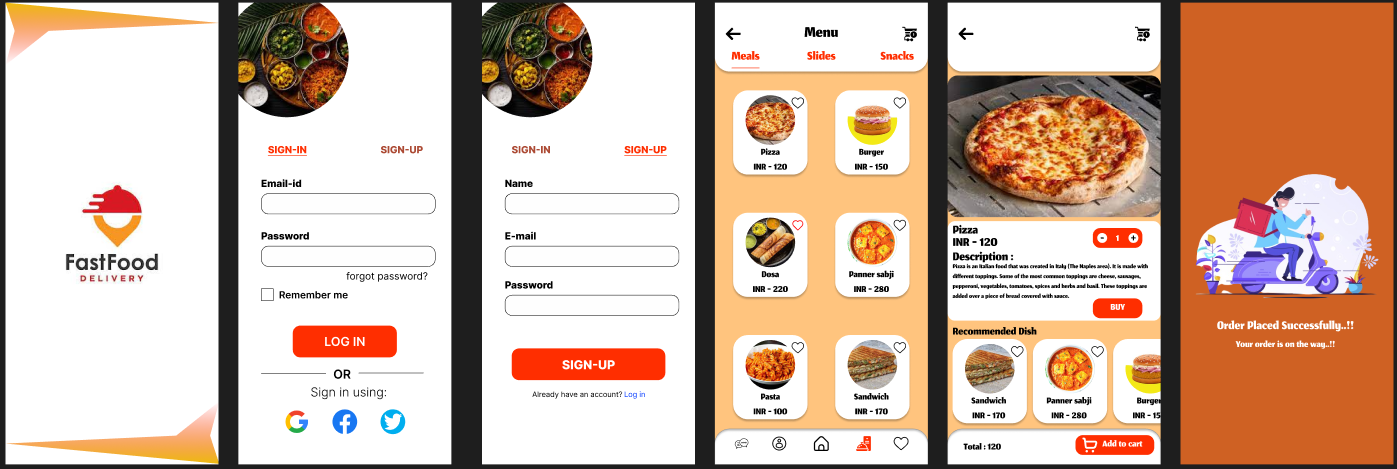 FastFood
DELIVERY
SIGN-IN SIGN-UP
Email-id
Password
forgot password?
Remember me
LOG IN
OR
Sign in using:
SIGN-IN SIGN-UP
Name
E-mail
Password
SIGN-UP
Already have an account? Log in
Menu
Meals Slides Snacks
Pizza
INR - 120
Burger
INR - 150
Dosa
INR - 220
Panner sabji
INR - 280
Pasta
INR - 100
Sandwich
INR - 170
Pizza
INR - 120
- 1 +
Description :
Pizza is an Italian food that was created in Italy (The Naples area). It is made with
different toppings. Some of the most common toppings are cheese, sausages,
pepperoni, vegetables, tomatoes, spices and herbs and basil. These toppings are
added over a piece of bread covered with sauce.
BUY
Recommended Dish
Sandwich
INR - 170
Panner sabji
INR - 280
Burger
INR - 15
Total : 120
Add to cart
Order Placed Successfully..!!
Your order is on the way..!!